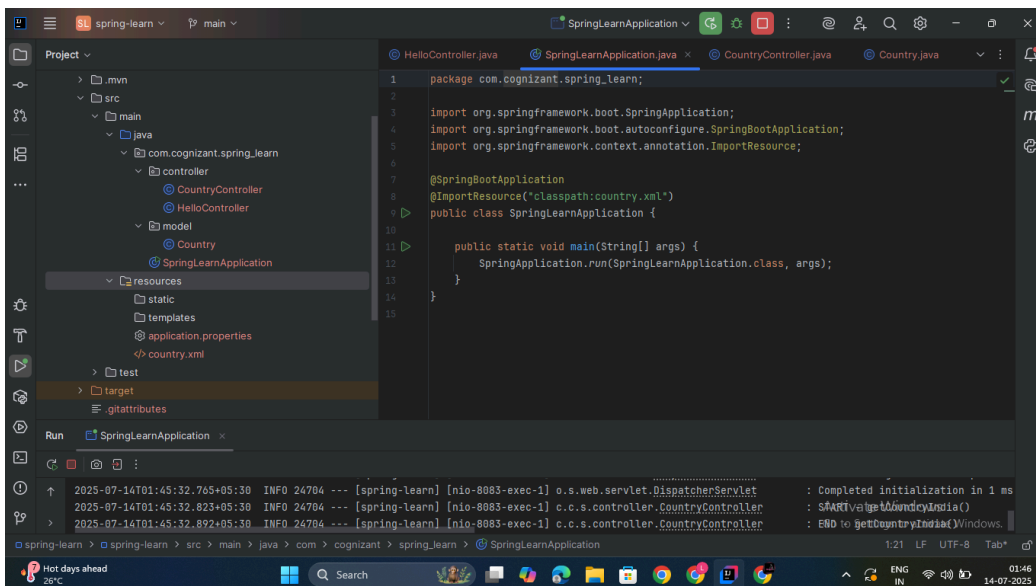 SL spring-learn main SpringLearnApplication
Project
HelloController.java SpringLearnApplication.java × CountryController.java Country.java
.mvn
src
main
java
com.cognizant.spring_learn
controller
CountryController
HelloController
model
Country
SpringLearnApplication
resources
static
templates
application.properties
country.xml
test
target
.gitattributes
1 package com.cognizant.spring_learn;
2
3 import org.springframework.boot.SpringApplication;
4 import org.springframework.boot.autoconfigure.SpringBootApplication;
5 import org.springframework.context.annotation.ImportResource;
6
7 @SpringBootApplication
8 @ImportResource("classpath:country.xml")
9 public class SpringLearnApplication {
10
11 public static void main(String[] args) {
12 SpringApplication.run(SpringLearnApplication.class, args);
13 }
14 }
15
Run SpringLearnApplication ×
2025-07-14T01:45:32.765+05:30 INFO 24704 --- [spring-learn] [nio-8083-exec-1] o.s.web.servlet.DispatcherServlet : Completed initialization in 1 ms
2025-07-14T01:45:32.823+05:30 INFO 24704 --- [spring-learn] [nio-8083-exec-1] c.c.s.controller.CountryController : START - getCountryIndia()
2025-07-14T01:45:32.892+05:30 INFO 24704 --- [spring-learn] [nio-8083-exec-1] c.c.s.controller.CountryController : END - getCountryIndia()
spring-learn > spring-learn > src > main > java > com > cognizant > spring_learn > SpringLearnApplication 1:21 LF UTF-8 Tab*
Hot days ahead
26°C
Search
ENG
IN
01:46
14-07-2025